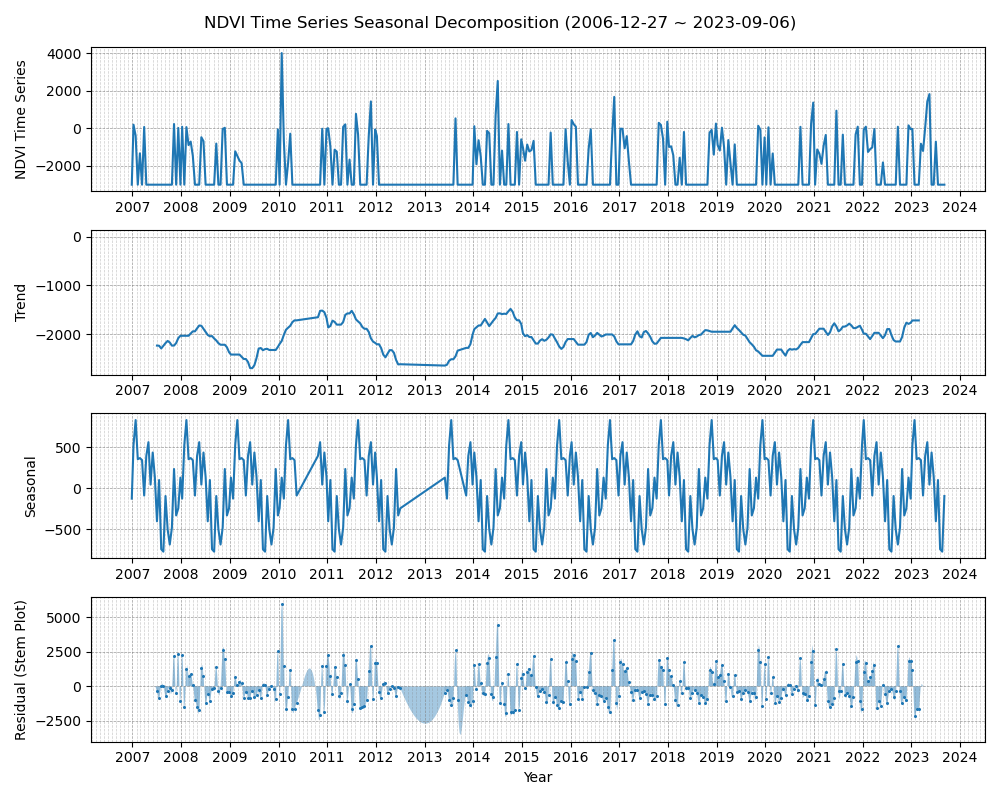 NDVI Time Series Seasonal Decomposition (2006-12-27 ~ 2023-09-06)
NDVI Time Series
4000
2000
0
−2000
2007 2008 2009 2010 2011 2012 2013 2014 2015 2016 2017 2018 2019 2020 2021 2022 2023 2024
Trend
0
−1000
−2000
2007 2008 2009 2010 2011 2012 2013 2014 2015 2016 2017 2018 2019 2020 2021 2022 2023 2024
Seasonal
500
0
−500
2007 2008 2009 2010 2011 2012 2013 2014 2015 2016 2017 2018 2019 2020 2021 2022 2023 2024
Residual (Stem Plot)
5000
2500
0
−2500
2007 2008 2009 2010 2011 2012 2013 2014 2015 2016 2017 2018 2019 2020 2021 2022 2023 2024
Year